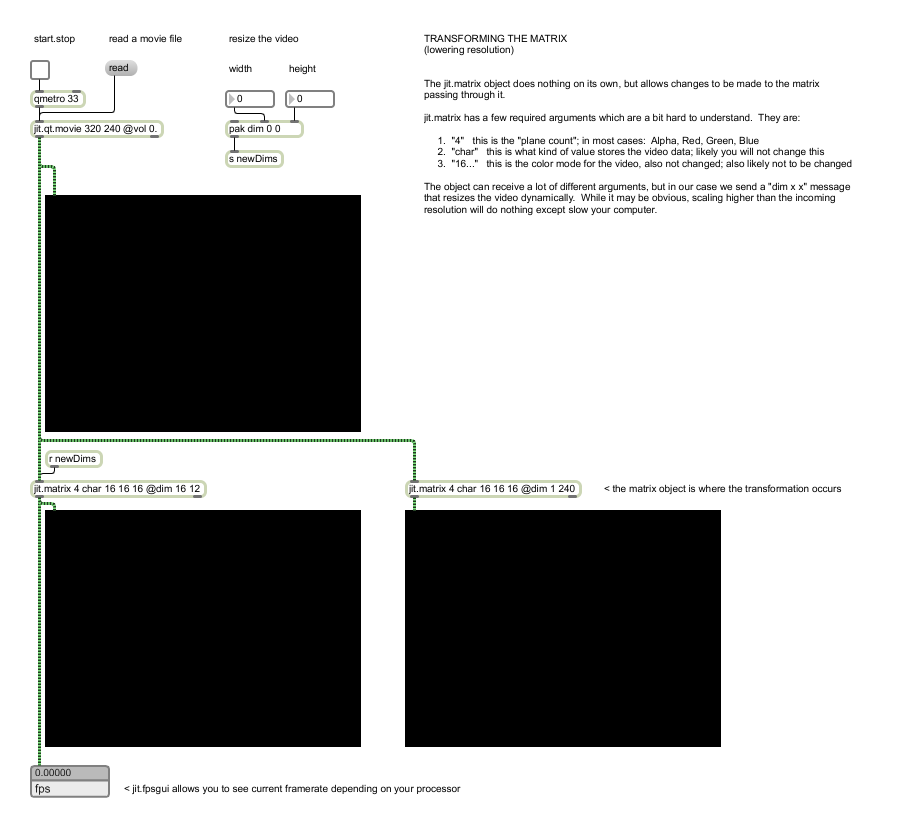 start.stop
read a movie file
resize the video
TRANSFORMING THE MATRIX
(lowering resolution)
read
width
height
qmetro 33
0
0
jit.qt.movie 320 240 @vol 0.
pak dim 0 0
s newDims
The jit.matrix object does nothing on its own, but allows changes to be made to the matrix
passing through it.
jit.matrix has a few required arguments which are a bit hard to understand. They are:
1. "4" this is the "plane count"; in most cases: Alpha, Red, Green, Blue
2. "char" this is what kind of value stores the video data; likely you will not change this
3. "16..." this is the color mode for the video, also not changed; also likely not to be changed
The object can receive a lot of different arguments, but in our case we send a "dim x x" message
that resizes the video dynamically. While it may be obvious, scaling higher than the incoming
resolution will do nothing except slow your computer.
r newDims
jit.matrix 4 char 16 16 16 @dim 16 12
jit.matrix 4 char 16 16 16 @dim 1 240
< the matrix object is where the transformation occurs
0.00000
fps
< jit.fpsgui allows you to see current framerate depending on your processor